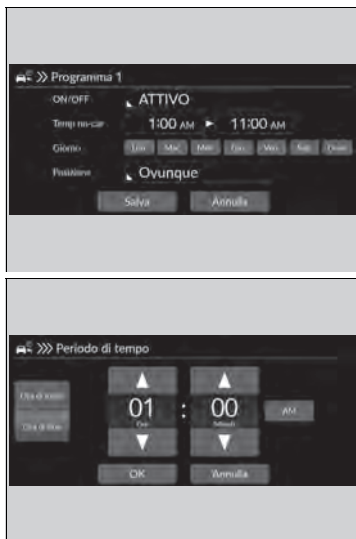 Programma 1
ON/OFF ATTIVO
1:00 AM ► 11:00 AM
Giorno Lun. Mar. Mer. Gio. Ven. Sab. Dom.
Posizione Ovunque
Salva Annulla
Periodo di tempo
Ora di inizio
01 : 00 AM
Ore Minuti
Ora di fine
OK Annulla